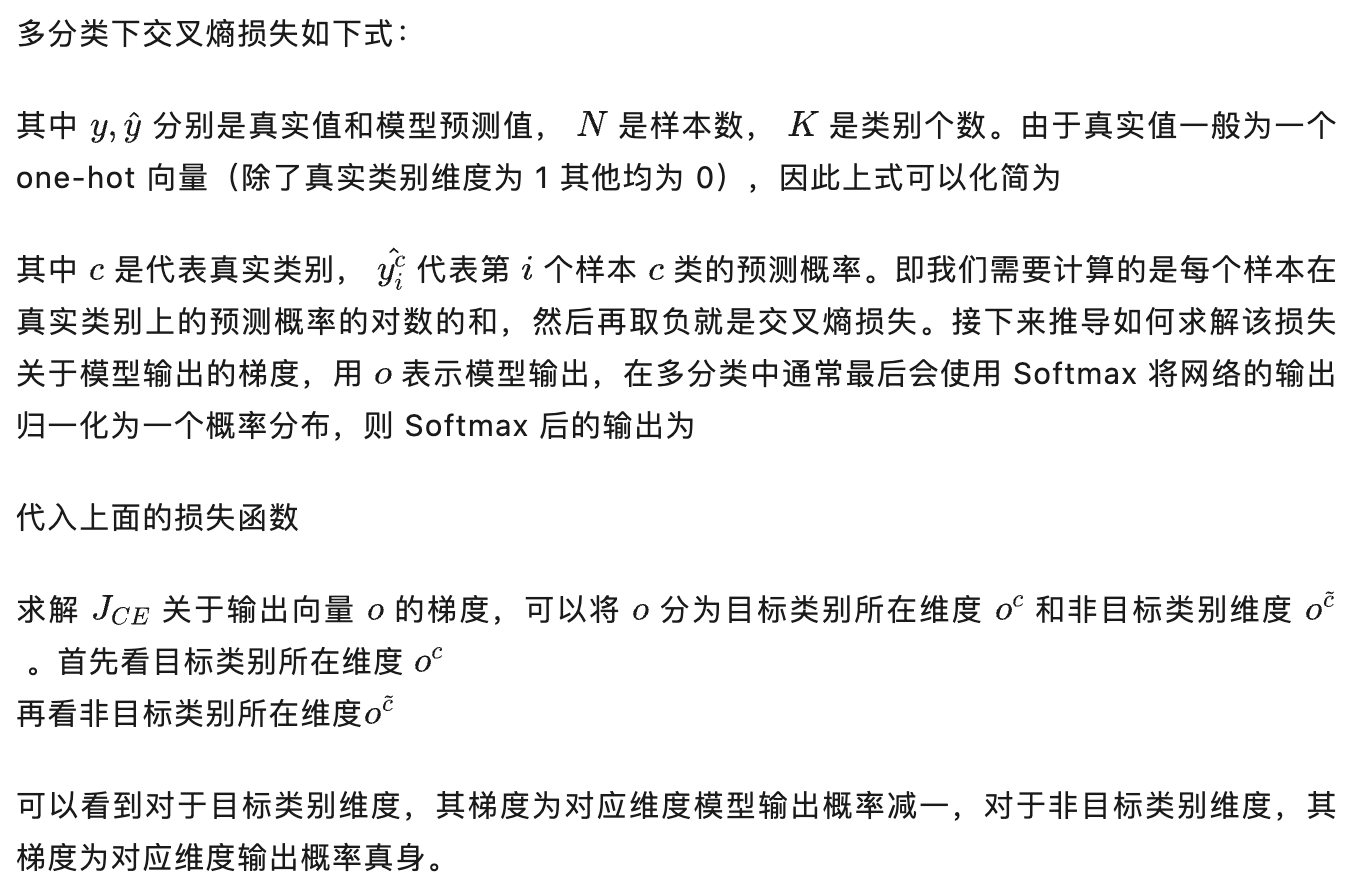 多分类下交叉熵损失如下式：
其中 y, ŷ 分别是真实值和模型预测值， N 是样本数， K 是类别个数。由于真实值一般为一个
one-hot 向量（除了真实类别维度为 1 其他均为 0），因此上式可以化简为
其中 c 是代表真实类别， \hat{y_i^c} 代表第 i 个样本 c 类的预测概率。即我们需要计算的是每个样本在
真实类别上的预测概率的对数的和，然后再取负就是交叉熵损失。接下来推导如何求解该损失
关于模型输出的梯度，用 o 表示模型输出，在多分类中通常最后会使用 Softmax 将网络的输出
归一化为一个概率分布，则 Softmax 后的输出为
代入上面的损失函数
求解 J_{CE} 关于输出向量 o 的梯度，可以将 o 分为目标类别所在维度 o^c 和非目标类别维度 o^{\tilde{c}}
。首先看目标类别所在维度 o^c
再看非目标类别所在维度o^{\tilde{c}}
可以看到对于目标类别维度，其梯度为对应维度模型输出概率减一，对于非目标类别维度，其
梯度为对应维度输出概率真身。